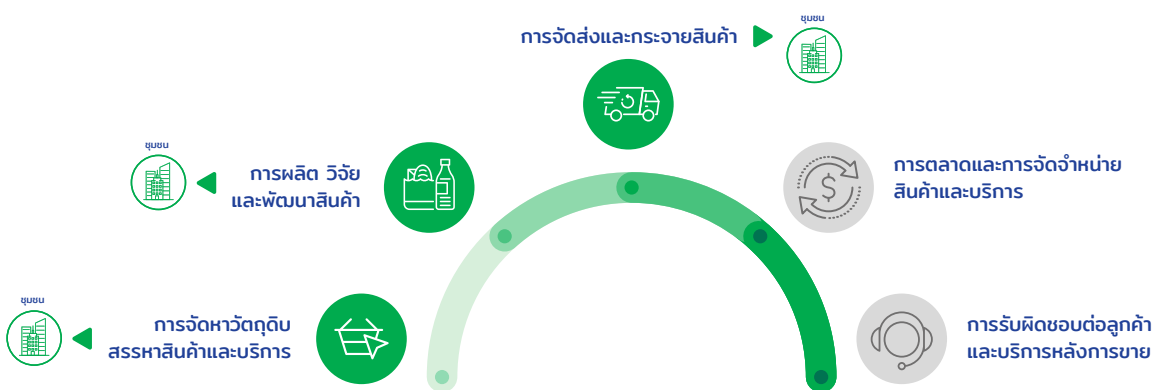 การจัดส่งและกระจายสินค้า
ชุมชน
ชุมชน
การผลิต วิจัย
และพัฒนาสินค้า
การตลาดและการจัดจำหน่าย
สินค้าและบริการ
ชุมชน
การจัดหาวัตถุดิบ
สรรหาสินค้าและบริการ
การรับผิดชอบต่อลูกค้า
และบริการหลังการขาย
$